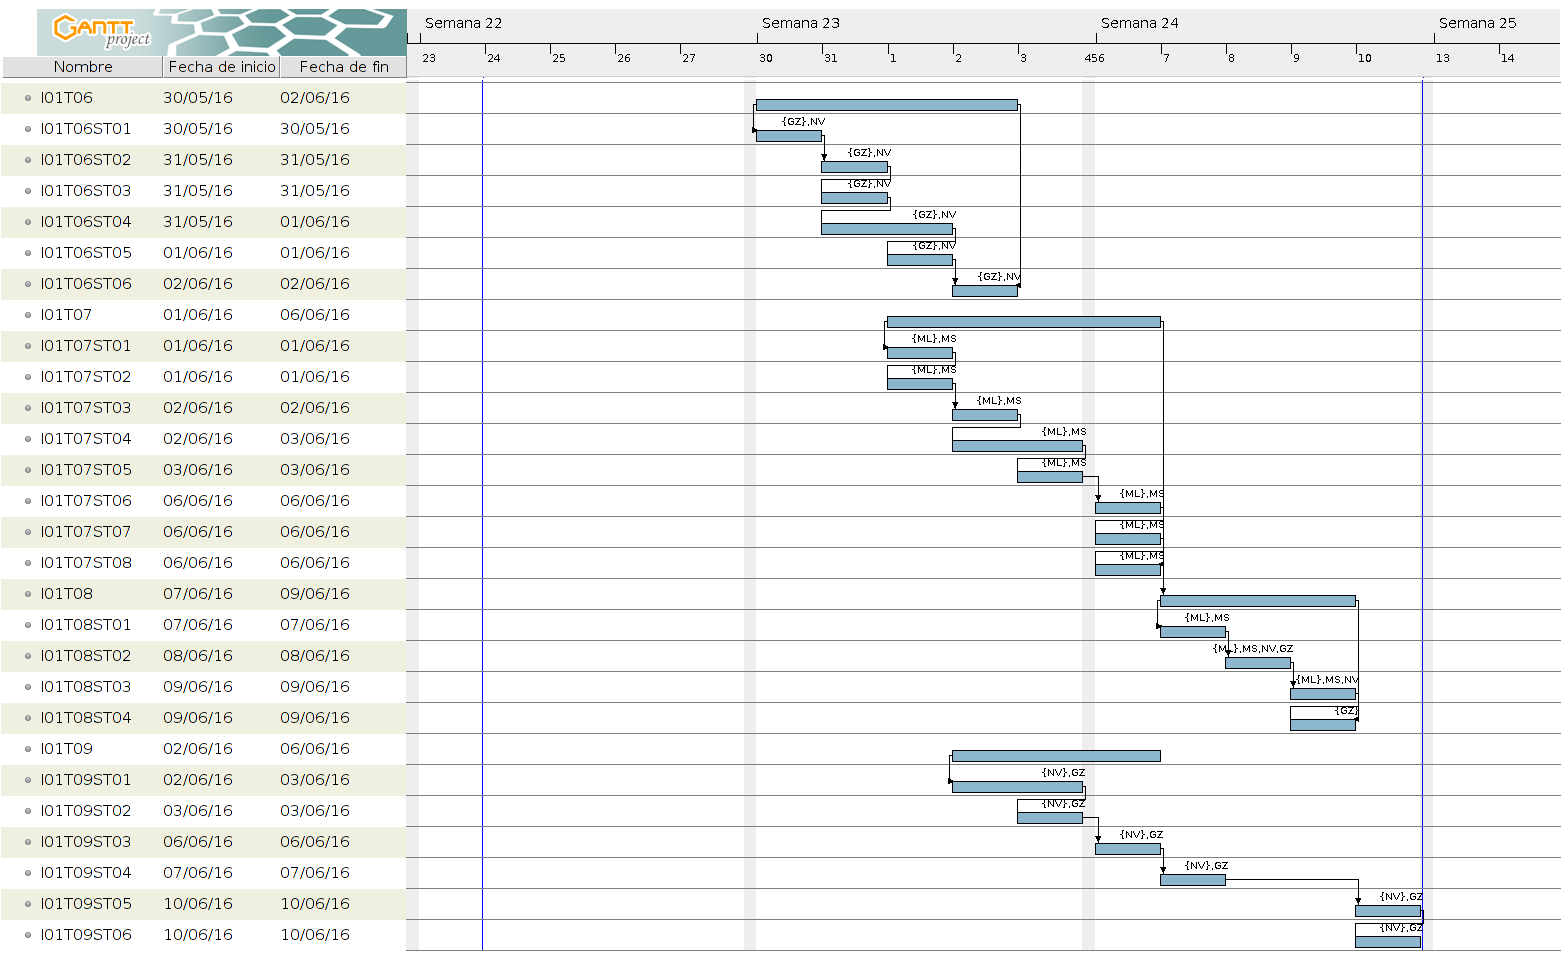 GANTT
project
Semana 22 Semana 23 Semana 24 Semana 25
Nombre Fecha de inicio Fecha de fin
23 24 25 26 27 30 31 1 2 3 4 5 6 7 8 9 10 13 14
I01T06 30/05/16 02/06/16
I01T06ST01 30/05/16 30/05/16 {GZ},NV
I01T06ST02 31/05/16 31/05/16 {GZ},NV
I01T06ST03 31/05/16 31/05/16 {GZ},NV
I01T06ST04 31/05/16 01/06/16 {GZ},NV
I01T06ST05 01/06/16 01/06/16 {GZ},NV
I01T06ST06 02/06/16 02/06/16 {GZ},NV
I01T07 01/06/16 06/06/16
I01T07ST01 01/06/16 01/06/16 {ML},MS
I01T07ST02 01/06/16 01/06/16 {ML},MS
I01T07ST03 02/06/16 02/06/16 {ML},MS
I01T07ST04 02/06/16 03/06/16 {ML},MS
I01T07ST05 03/06/16 03/06/16 {ML},MS
I01T07ST06 06/06/16 06/06/16 {ML},MS
I01T07ST07 06/06/16 06/06/16 {ML},MS
I01T07ST08 06/06/16 06/06/16 {ML},MS
I01T08 07/06/16 09/06/16
I01T08ST01 07/06/16 07/06/16 {ML},MS
I01T08ST02 08/06/16 08/06/16 {ML},MS,NV,GZ
I01T08ST03 09/06/16 09/06/16 {ML},MS,NV
I01T08ST04 09/06/16 09/06/16 {GZ}
I01T09 02/06/16 06/06/16
I01T09ST01 02/06/16 03/06/16 {NV},GZ
I01T09ST02 03/06/16 03/06/16 {NV},GZ
I01T09ST03 06/06/16 06/06/16 {NV},GZ
I01T09ST04 07/06/16 07/06/16 {NV},GZ
I01T09ST05 10/06/16 10/06/16 {NV},GZ
I01T09ST06 10/06/16 10/06/16 {NV},GZ